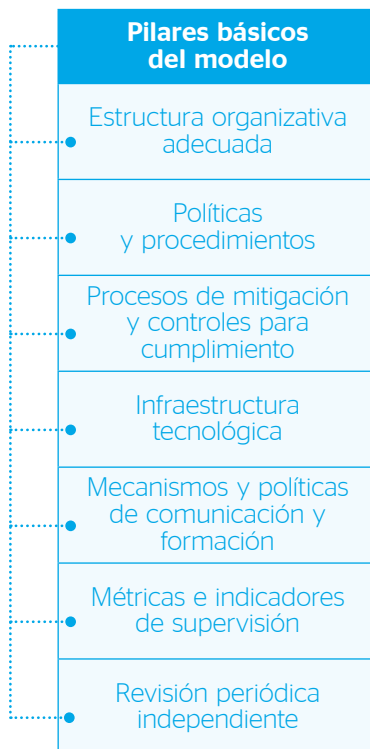 Pilares básicos
del modelo
Estructura organizativa
adecuada
Políticas
y procedimientos
Procesos de mitigación
y controles para
cumplimiento
Infraestructura
tecnológica
Mecanismos y políticas
de comunicación y
formación
Métricas e indicadores
de supervisión
Revisión periódica
independiente